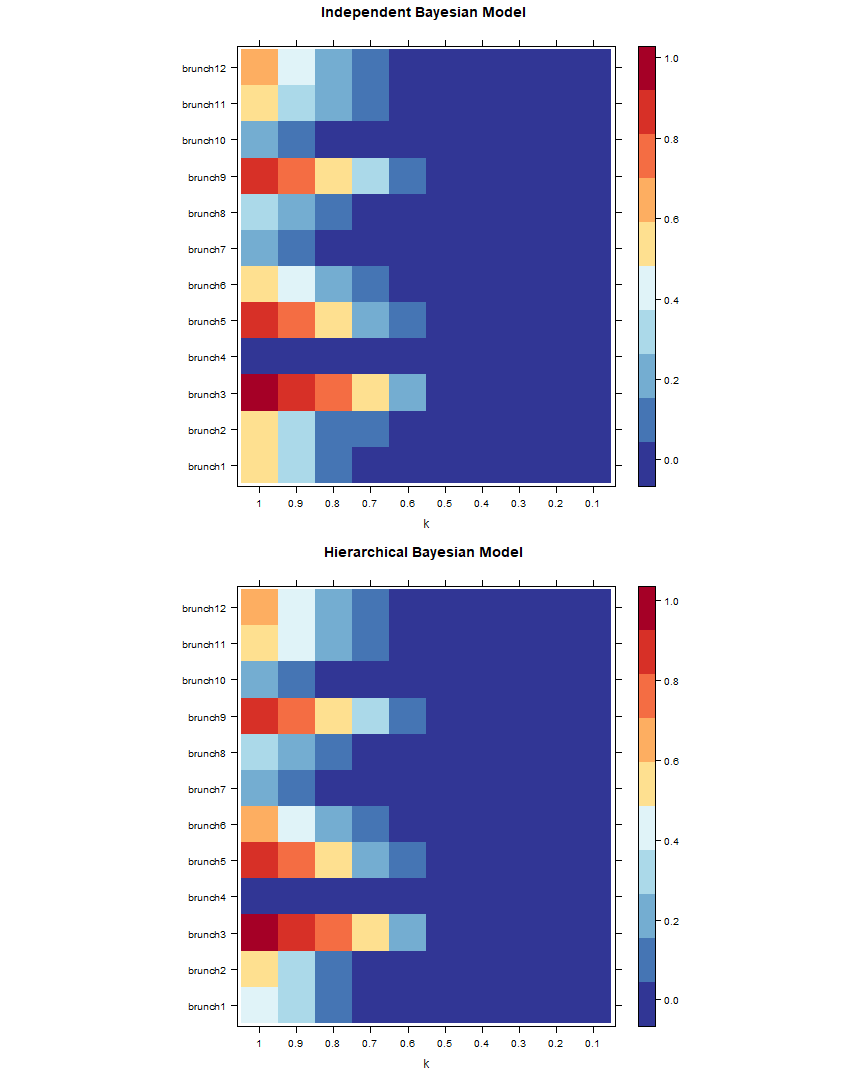 Independent Bayesian Model
brunch12
brunch11
brunch10
brunch9
brunch8
brunch7
brunch6
brunch5
brunch4
brunch3
brunch2
brunch1
1 0.9 0.8 0.7 0.6 0.5 0.4 0.3 0.2 0.1
k
1.0
0.8
0.6
0.4
0.2
0.0
Hierarchical Bayesian Model
brunch12
brunch11
brunch10
brunch9
brunch8
brunch7
brunch6
brunch5
brunch4
brunch3
brunch2
brunch1
1 0.9 0.8 0.7 0.6 0.5 0.4 0.3 0.2 0.1
k
1.0
0.8
0.6
0.4
0.2
0.0